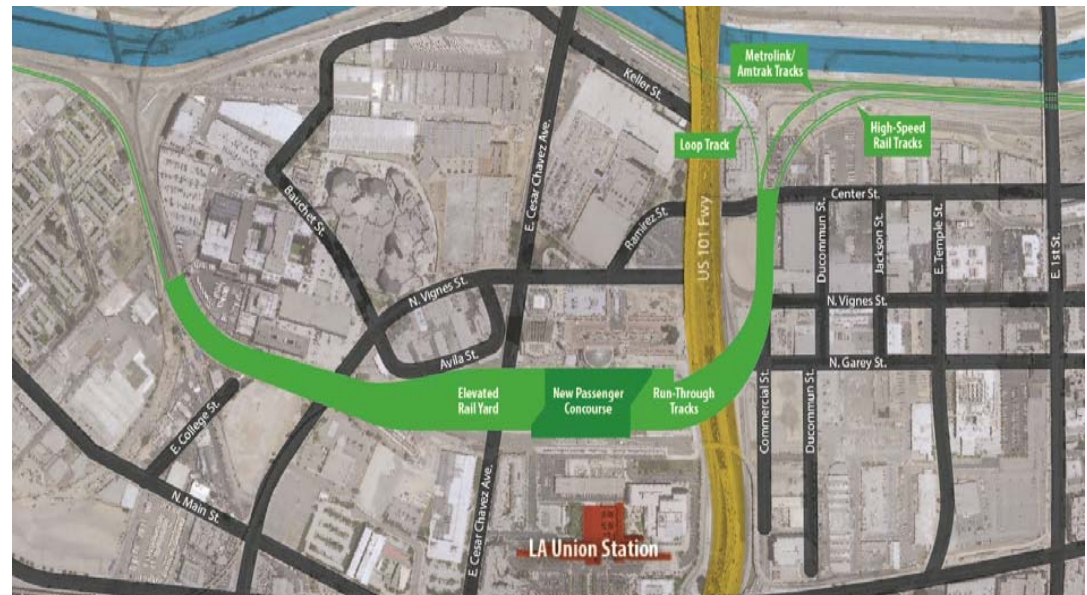 Metrolink/
Amtrak Tracks
Keller St.
High-Speed
Rail Tracks
Loop Track
E. Cesar Chavez Ave.
Bauchet St.
Ramirez St.
US 101 Fwy
Center St.
Ducommun St.
Jackson St.
E. Temple St.
E. 1st St.
N. Vignes St.
N. Vignes St.
Avila St.
N. Garey St.
Elevated
Rail Yard
New Passenger
Concourse
Run-Through
Tracks
E. College St.
Commercial St.
Ducommun St.
N. Main St.
E. Cesar Chavez Ave.
LA Union Station